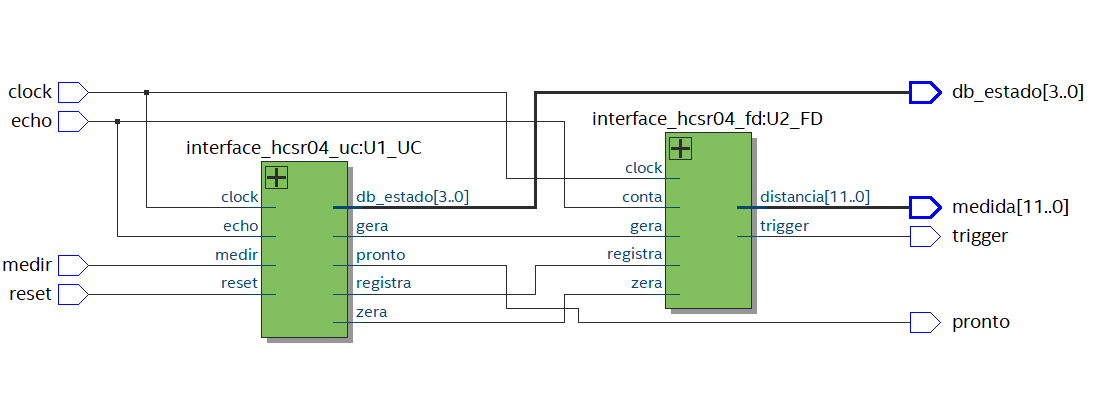 clock
echo
medir
reset
interface_hcsr04_uc:U1_UC
clock
echo
medir
reset
db_estado[3..0]
gera
pronto
registra
zera
interface_hcsr04_fd:U2_FD
clock
conta
gera
registra
zera
distancia[11..0]
trigger
db_estado[3..0]
medida[11..0]
trigger
pronto